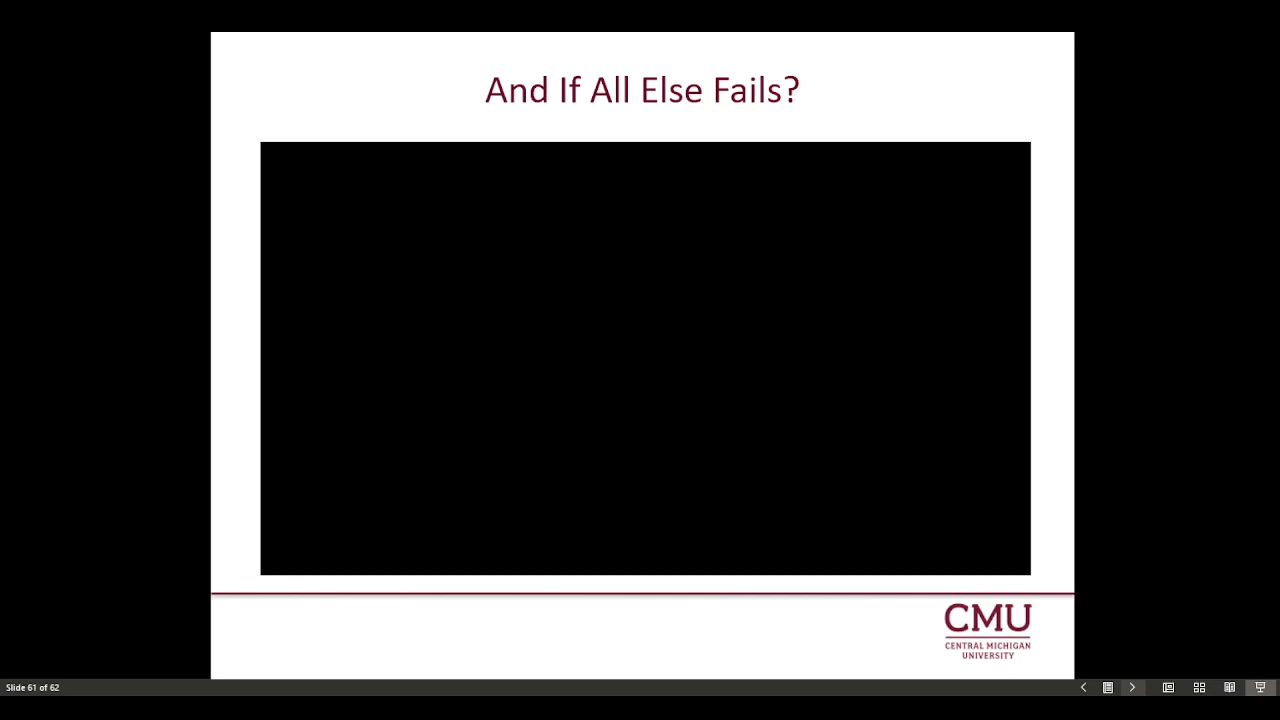 And If All Else Fails?
CMU
CENTRAL MICHIGAN
UNIVERSITY
Slide 61 of 62